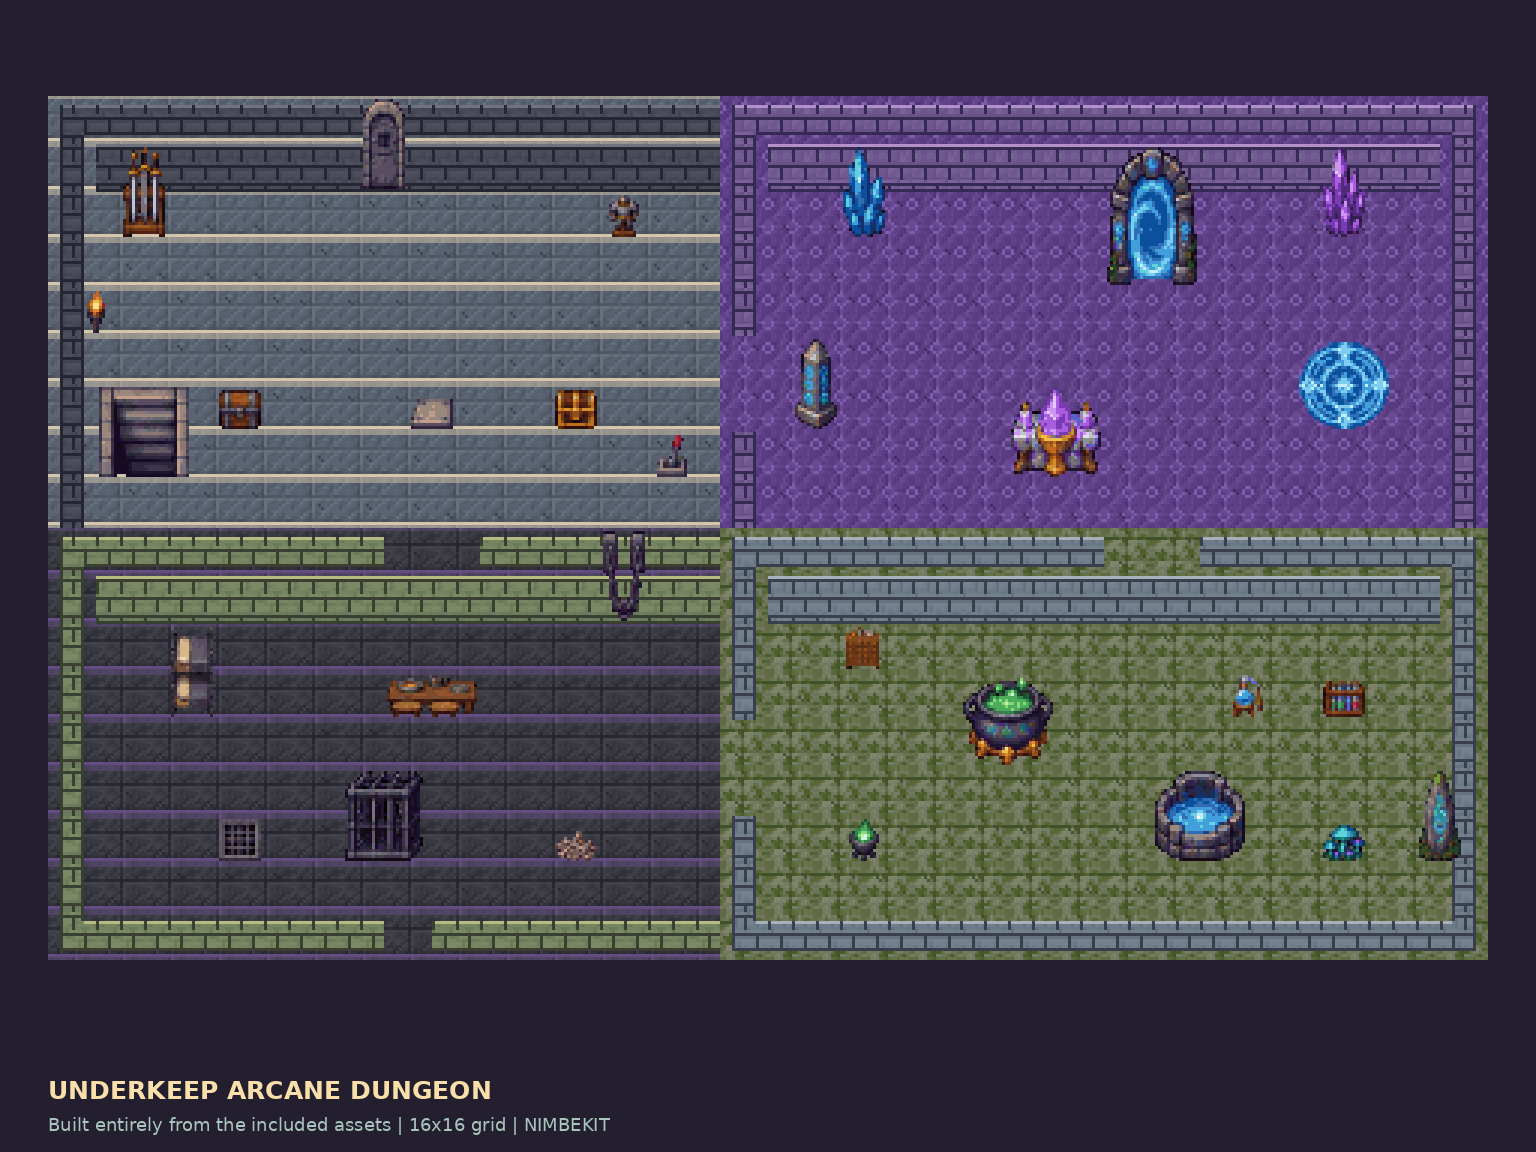 UNDERKEEP ARCANE DUNGEON
Built entirely from the included assets | 16x16 grid | NIMBEKIT